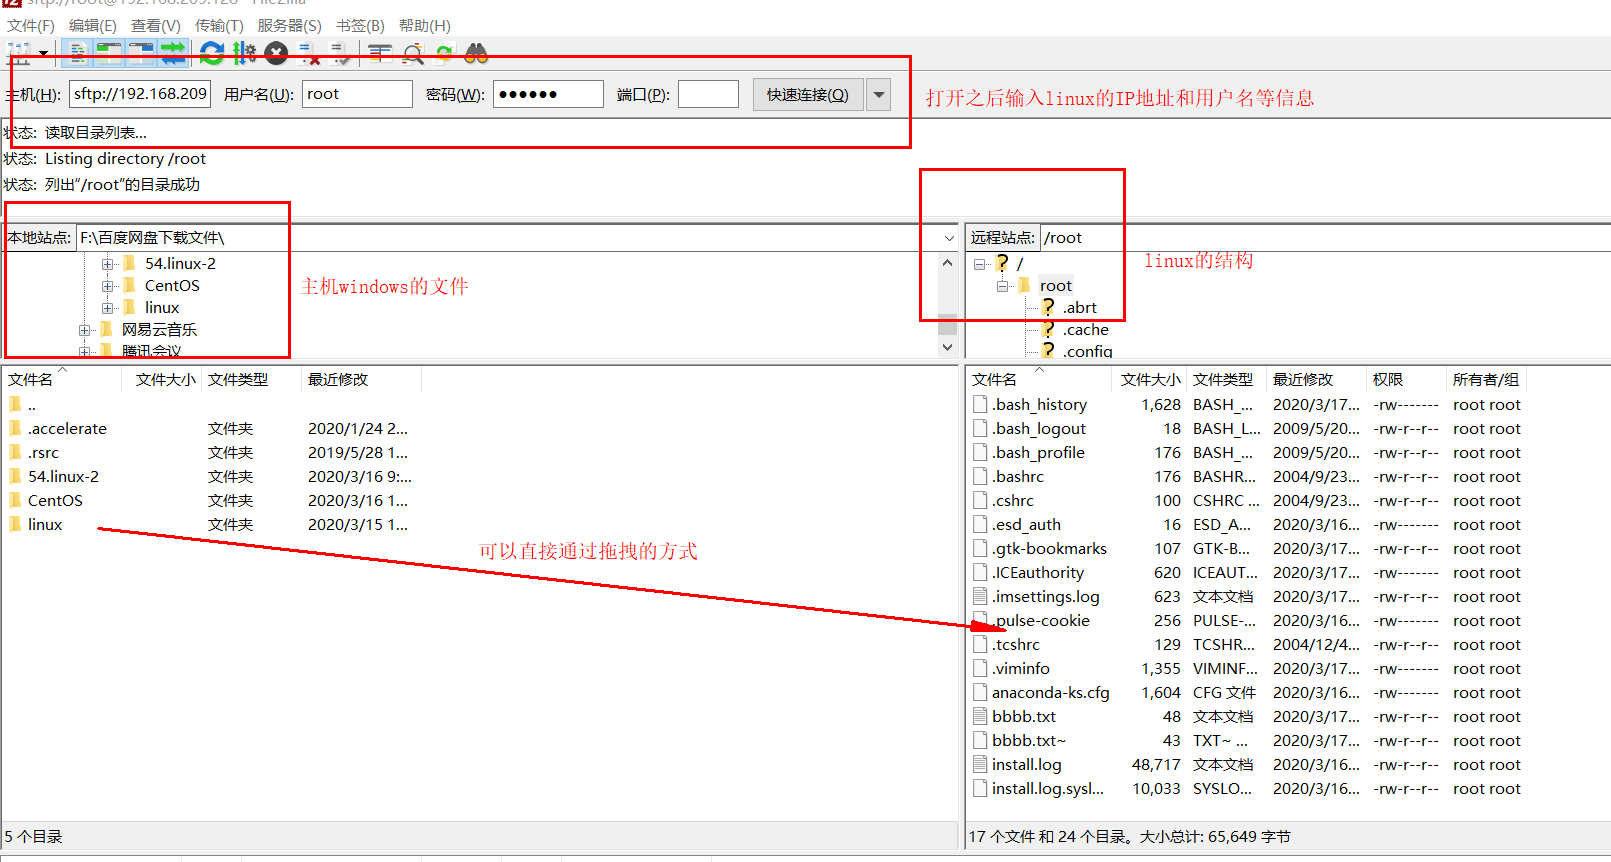 文件(F) 编辑(E) 查看(V) 传输(T) 服务器(S) 书签(B) 帮助(H)
主机(H): sftp://192.168.209 用户名(U): root 密码(W): ●●●●●● 端口(P): 快速连接(Q)
打开之后输入linux的IP地址和用户名等信息
状态: 读取目录列表...
状态: Listing directory /root
状态: 列出“/root”的目录成功
本地站点: F:\百度网盘下载文件\
54.linux-2
CentOS
linux
网易云音乐
腾讯会议
主机windows的文件
远程站点: /root
/
root
.abrt
.cache
.config
linux的结构
文件名 文件大小 文件类型 最近修改
..
.accelerate 文件夹 2020/1/24 2...
.rsrc 文件夹 2019/5/28 1...
54.linux-2 文件夹 2020/3/16 9:...
CentOS 文件夹 2020/3/16 1...
linux 文件夹 2020/3/15 1...
可以直接通过拖拽的方式
5 个目录
文件名 文件大小 文件类型 最近修改 权限 所有者/组
.bash_history 1,628 BASH_... 2020/3/17... -rw------- root root
.bash_logout 18 BASH_L... 2009/5/20... -rw-r--r-- root root
.bash_profile 176 BASH_... 2009/5/20... -rw-r--r-- root root
.bashrc 176 BASHR... 2004/9/23... -rw-r--r-- root root
.cshrc 100 CSHRC ... 2004/9/23... -rw-r--r-- root root
.esd_auth 16 ESD_A... 2020/3/16... -rw------- root root
.gtk-bookmarks 107 GTK-B... 2020/3/17... -rw-r--r-- root root
.ICEauthority 620 ICEAUT... 2020/3/17... -rw------- root root
.imsettings.log 623 文本文档 2020/3/17... -rw-r--r-- root root
.pulse-cookie 256 PULSE-... 2020/3/16... -rw------- root root
.tcshrc 129 TCSHR... 2004/12/4... -rw-r--r-- root root
.viminfo 1,355 VIMINF... 2020/3/17... -rw------- root root
anaconda-ks.cfg 1,604 CFG 文件 2020/3/16... -rw------- root root
bbbb.txt 48 文本文档 2020/3/17... -rw-r--r-- root root
bbbb.txt~ 43 TXT~ ... 2020/3/17... -rw-r--r-- root root
install.log 48,717 文本文档 2020/3/16... -rw-r--r-- root root
install.log.sysl... 10,033 SYSLO... 2020/3/16... -rw-r--r-- root root
17 个文件 和 24 个目录。大小总计: 65,649 字节